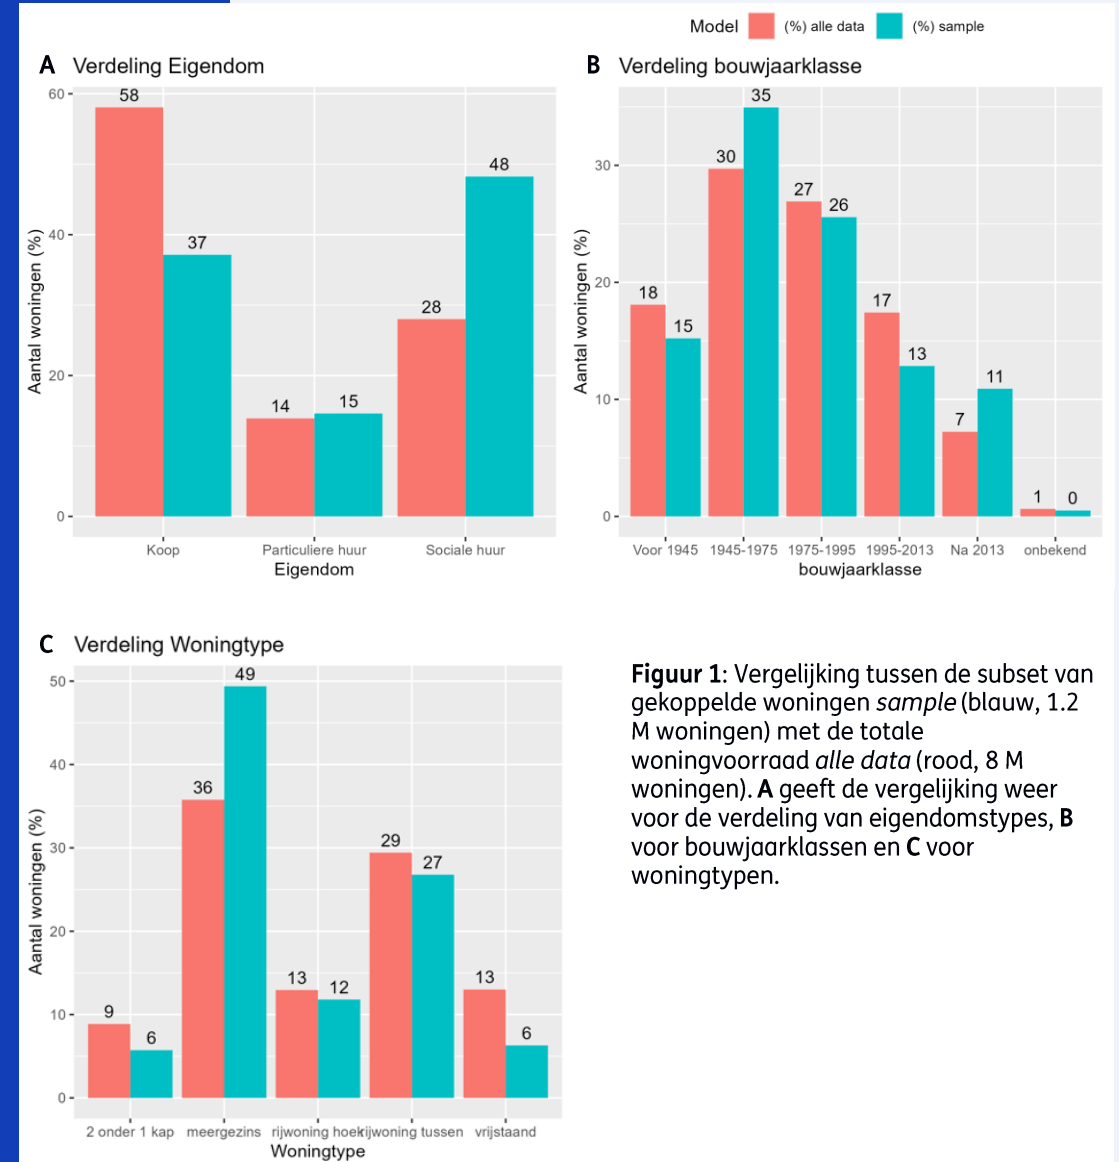 Model (%) alle data (%) sample
A Verdeling Eigendom
60
40
20
0
Aantal woningen (%)
58
37
14
15
28
48
Koop Particuliere huur Sociale huur
Eigendom
B Verdeling bouwjaarklasse
30
20
10
0
Aantal woningen (%)
18
15
30
35
27
26
17
13
7
11
1
0
Voor 1945 1945-1975 1975-1995 1995-2013 Na 2013 onbekend
bouwjaarklasse
C Verdeling Woningtype
50
40
30
20
10
0
Aantal woningen (%)
9
6
36
49
13
12
29
27
13
6
2 onder 1 kap meergezins rijwoning hoek rijwoning tussen vrijstaand
Woningtype
Figuur 1: Vergelijking tussen de subset van
gekoppelde woningen sample (blauw, 1.2
M woningen) met de totale
woningvoorraad alle data (rood, 8 M
woningen). A geeft de vergelijking weer
voor de verdeling van eigendomstypes, B
voor bouwjaarklassen en C voor
woningtypen.